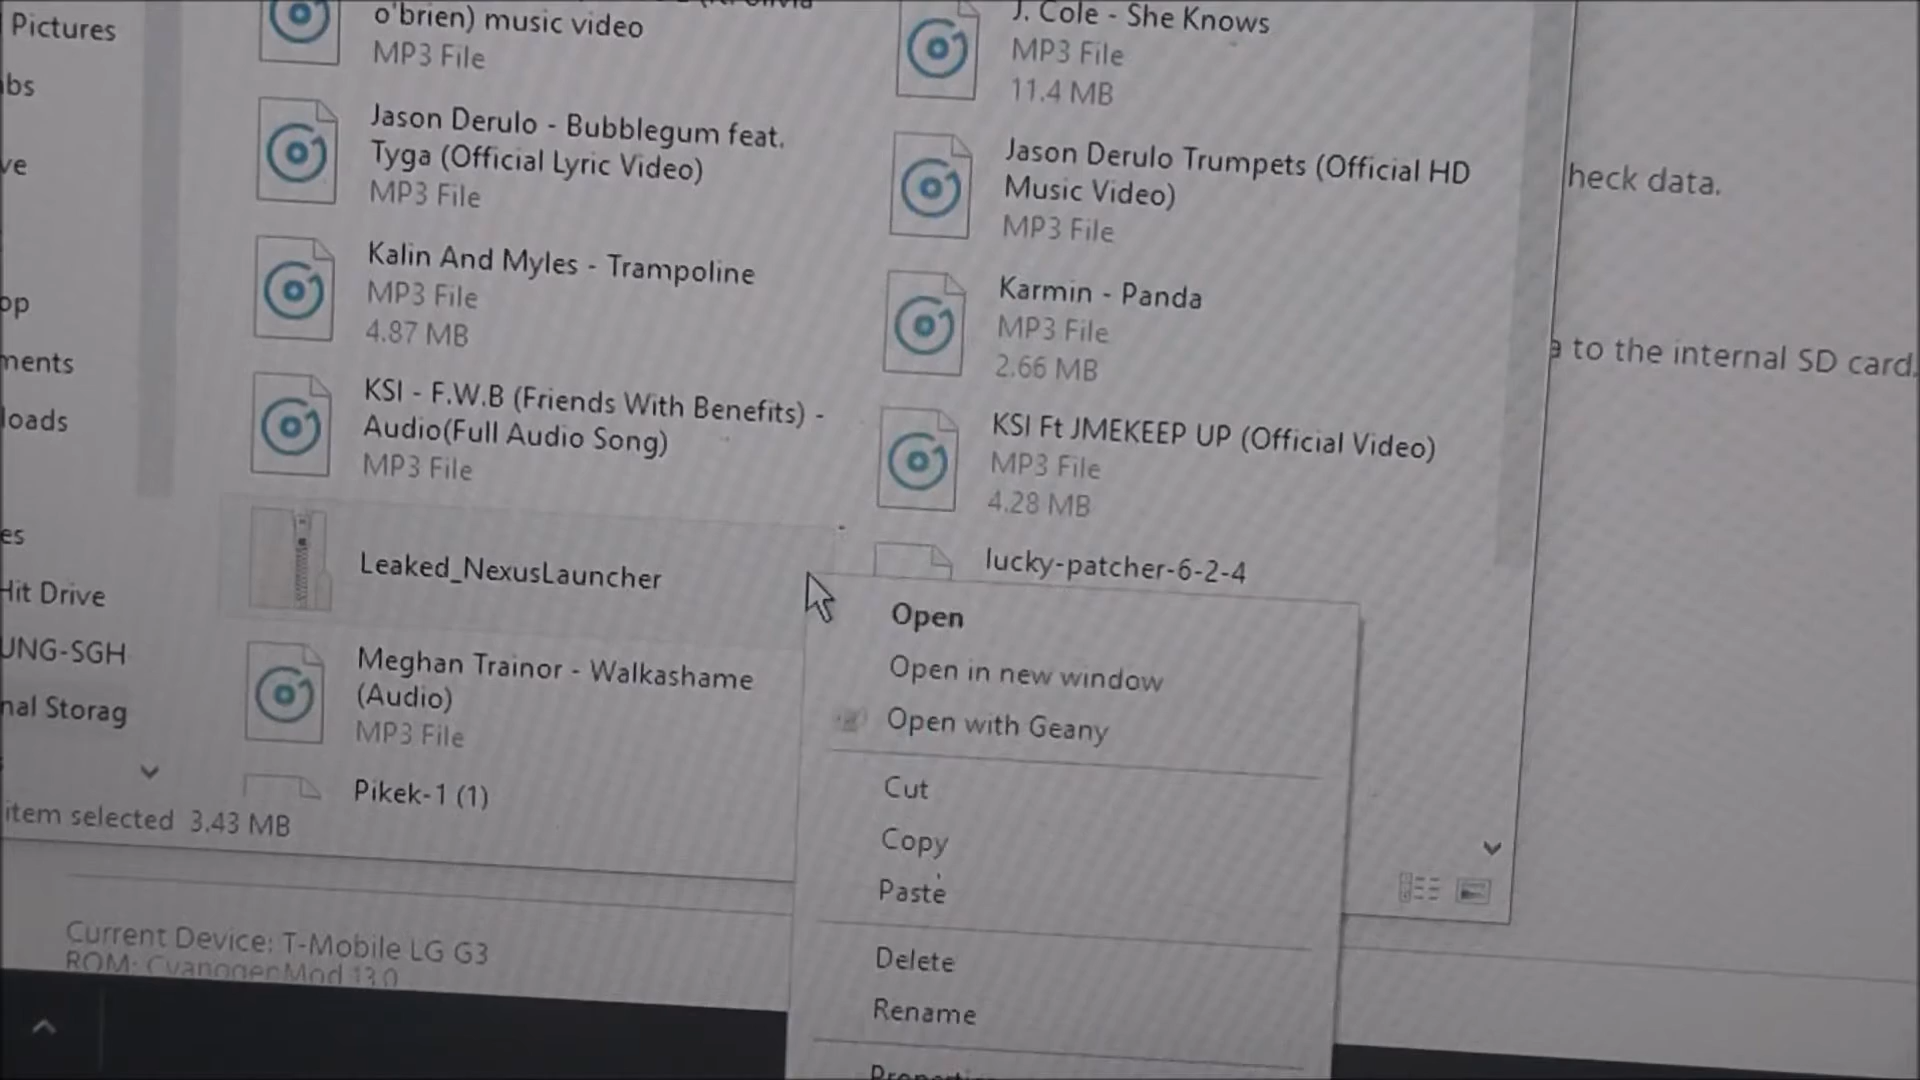 Pictures
o'brien) music video
MP3 File
J. Cole - She Knows
MP3 File
11.4 MB
Jason Derulo - Bubblegum feat.
Tyga (Official Lyric Video)
MP3 File
Jason Derulo Trumpets (Official HD
Music Video)
MP3 File
heck data.
Kalin And Myles - Trampoline
MP3 File
4.87 MB
Karmin - Panda
MP3 File
2.66 MB
to the internal SD card.
ments
loads
KSI - F.W.B (Friends With Benefits) -
Audio(Full Audio Song)
MP3 File
KSI Ft JMEKEEP UP (Official Video)
MP3 File
4.28 MB
es
Hit Drive
UNG-SGH
nal Storag
Leaked_NexusLauncher
lucky-patcher-6-2-4
Meghan Trainor - Walkashame
(Audio)
MP3 File
Pikek-1 (1)
item selected 3.43 MB
Open
Open in new window
Open with Geany
Cut
Copy
Paste
Delete
Rename
Current Device: T-Mobile LG G3
ROM: CyanogenMod 13.0